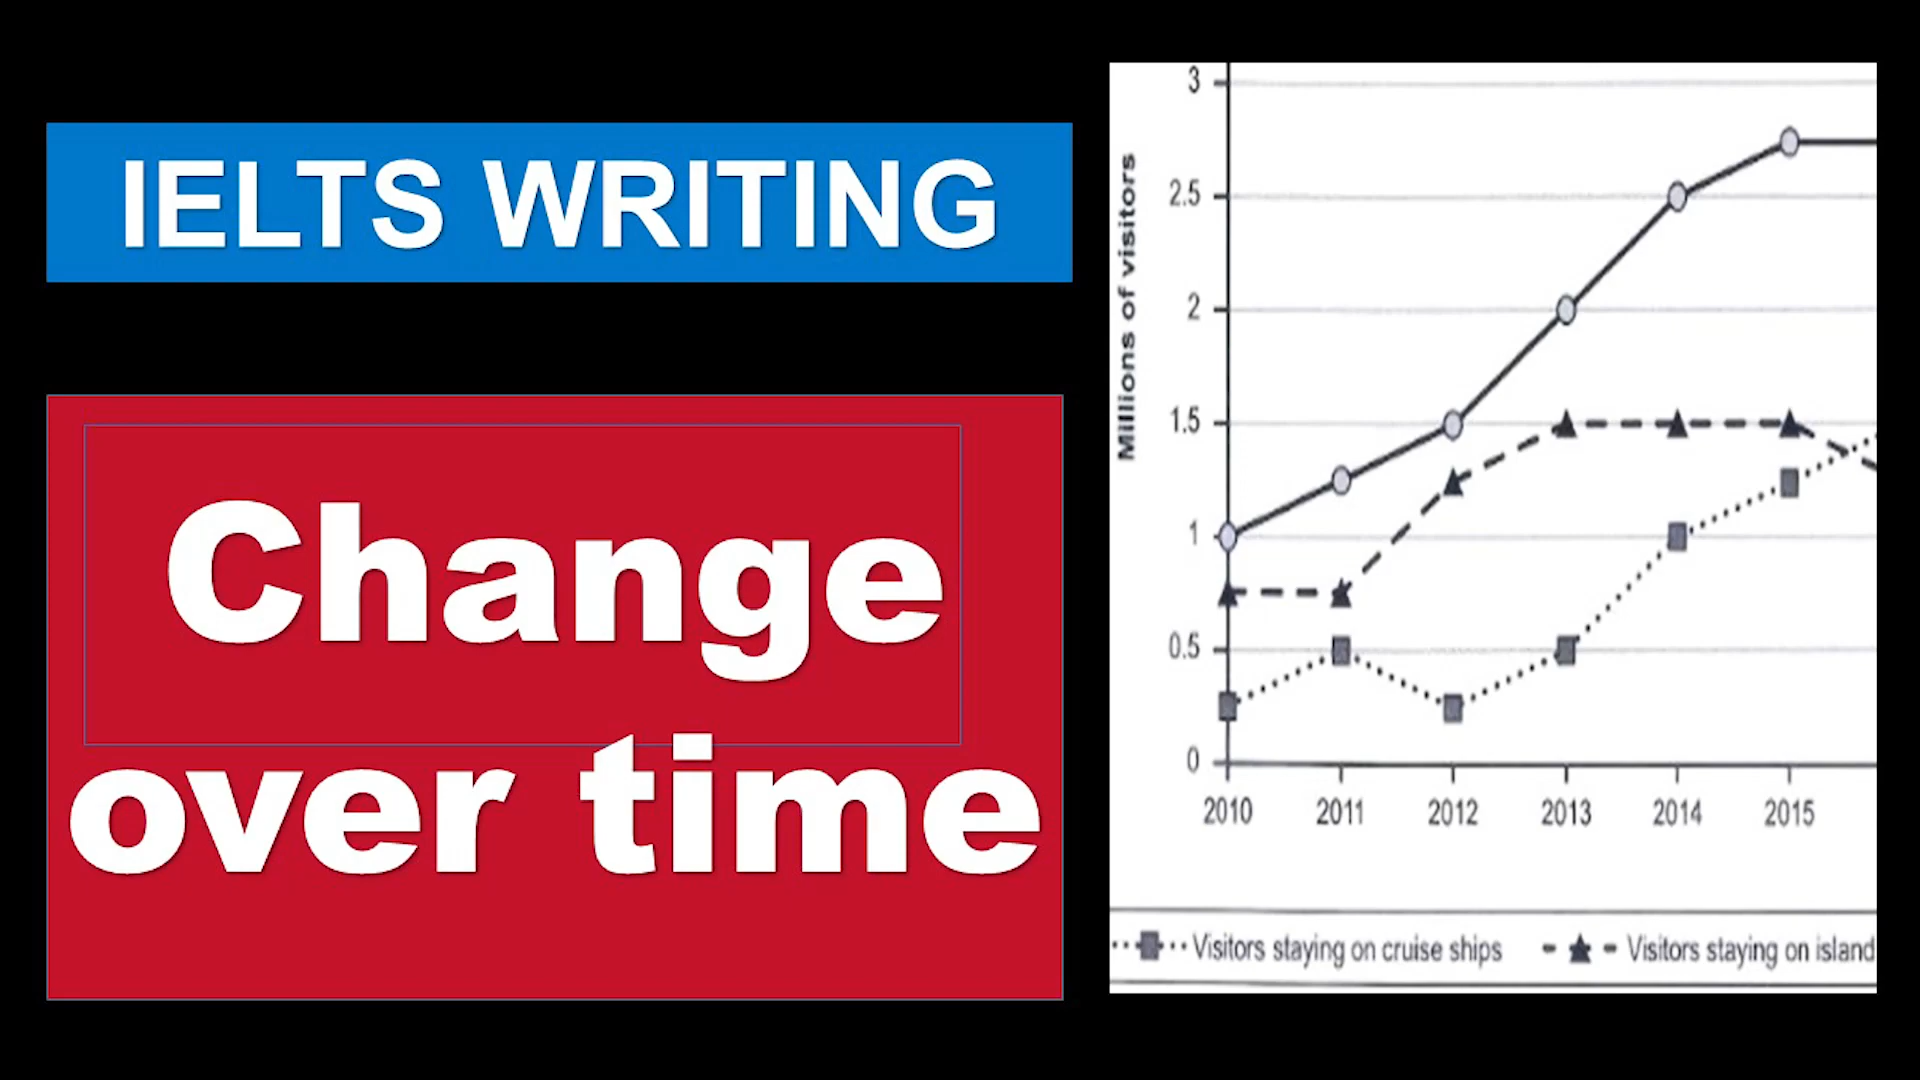 IELTS WRITING
Change
over time
Millions of visitors
3
2.5
2
1.5
1
0.5
0
2010 2011 2012 2013 2014 2015
Visitors staying on cruise ships Visitors staying on island